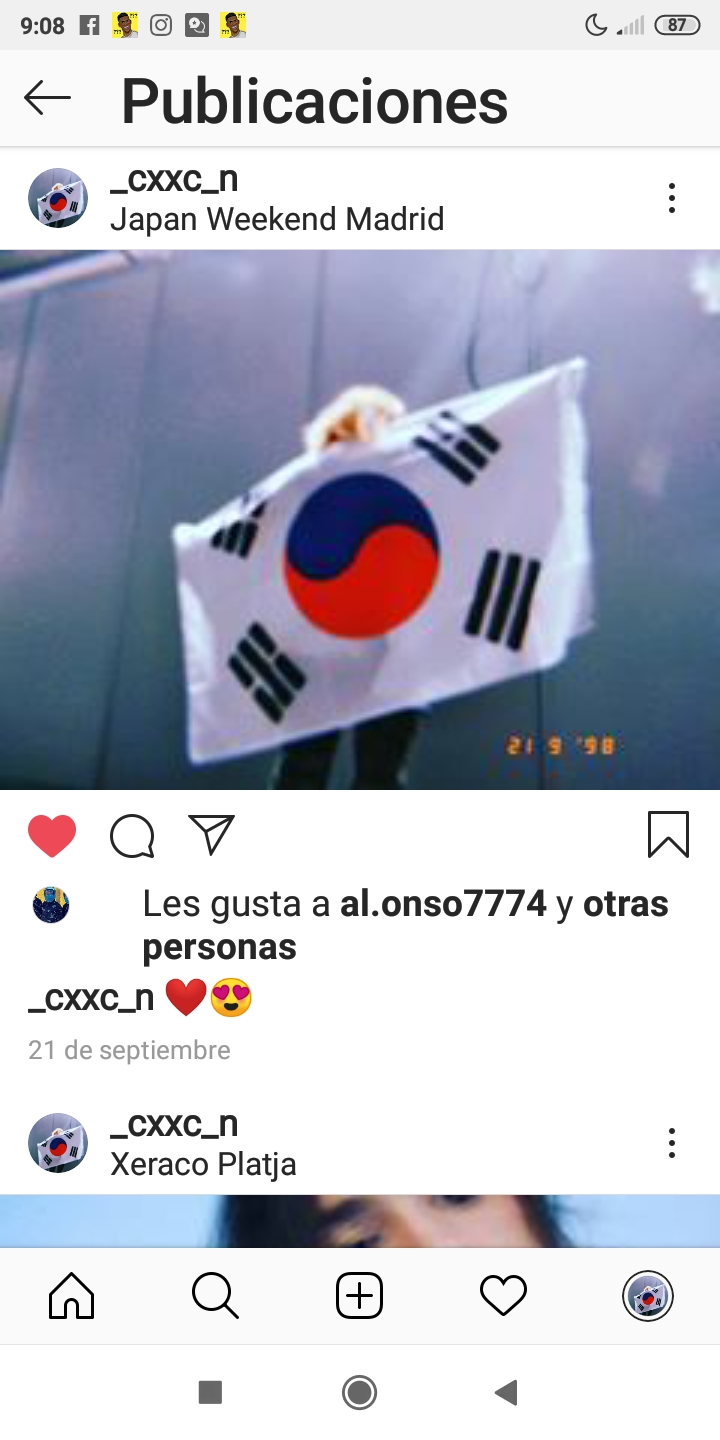 9:08
87
Publicaciones
_cxxc_n
Japan Weekend Madrid
21 9 '98
Les gusta a al.onso7774 y otras
personas
_cxxc_n ❤️😍
21 de septiembre
_cxxc_n
Xeraco Platja